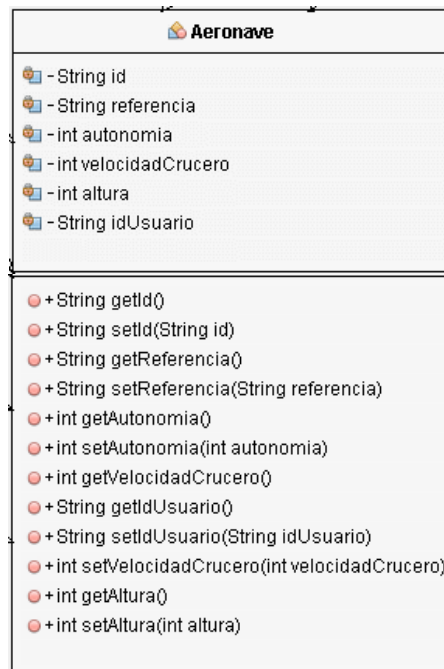 Aeronave
- String id
- String referencia
- int autonomia
- int velocidadCrucero
- int altura
- String idUsuario
+ String getId()
+ String setId(String id)
+ String getReferencia()
+ String setReferencia(String referencia)
+ int getAutonomia()
+ int setAutonomia(int autonomia)
+ int getVelocidadCrucero()
+ String getIdUsuario()
+ String setIdUsuario(String idUsuario)
+ int setVelocidadCrucero(int velocidadCrucero)
+ int getAltura()
+ int setAltura(int altura)